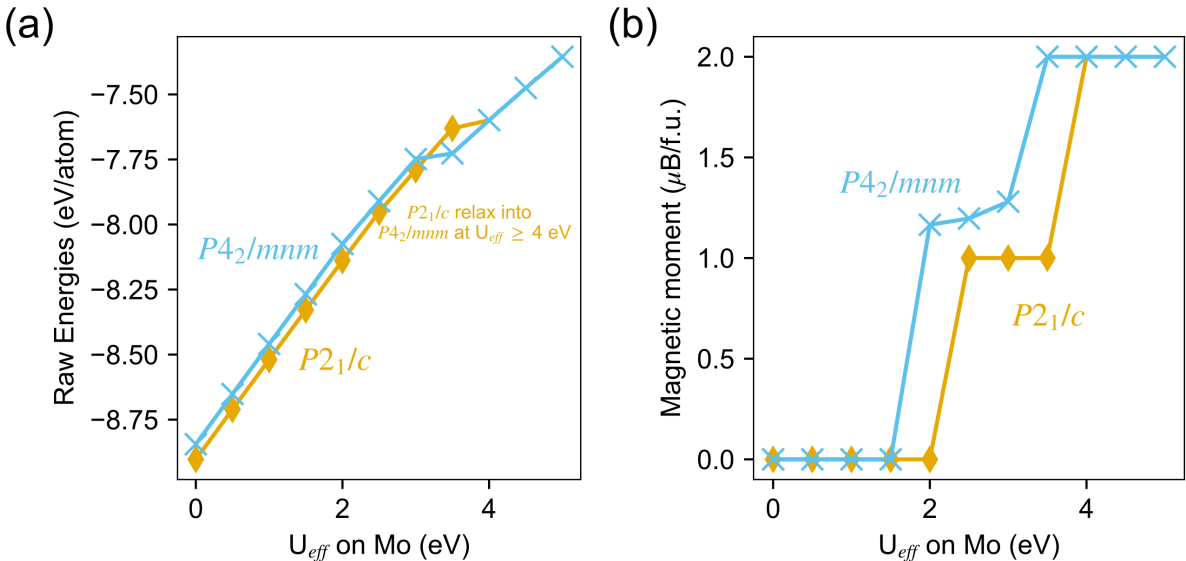 (a)
Raw Energies (eV/atom)
−7.50
−7.75
−8.00
−8.25
−8.50
−8.75
P4₂/mnm
P2₁/c relax into
P4₂/mnm at U_eff ≥ 4 eV
P2₁/c
0 2 4
U_eff on Mo (eV)
(b)
Magnetic moment (μB/f.u.)
2.0
1.5
1.0
0.5
0.0
P4₂/mnm
P2₁/c
0 2 4
U_eff on Mo (eV)